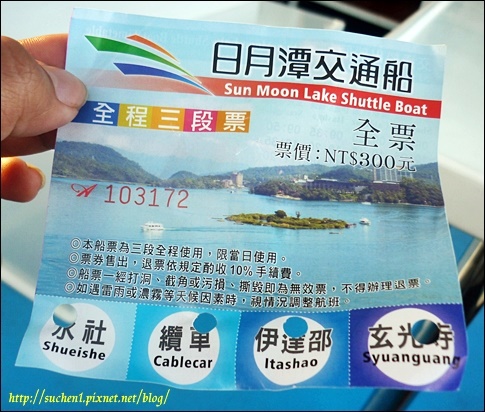 日月潭交通船
Sun Moon Lake Shuttle Boat
全程三段票
全票
票價:NT$300元
103172
◎本船票為三段全程使用,限當日使用。
◎票券售出,退票依規定酌收10%手續費。
◎船票一經打洞、截角或污損、撕毀即為無效票,不得辦理退票。
◎如遇雷雨或濃霧等天候因素時,視情況調整航班。
水社 纜車 伊達邵 玄光寺
Shueishe Cablecar Itashao Syuanguang
http://suchen1.pixnet.net/blog/